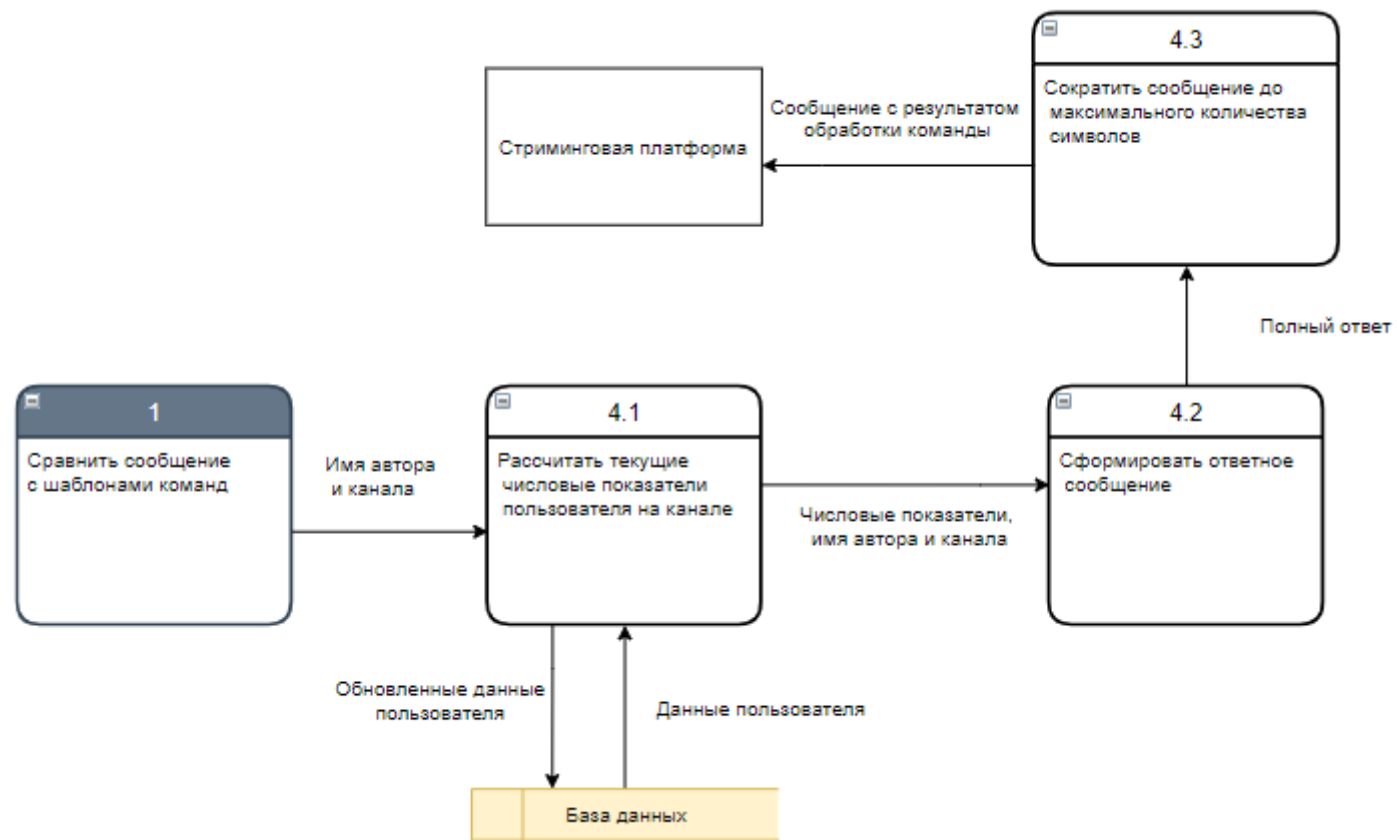 4.3
Сократить сообщение до
максимального количества
символов
Сообщение с результатом
обработки команды
Стриминговая платформа
Полный ответ
1
Сравнить сообщение
с шаблонами команд
Имя автора
и канала
4.1
Рассчитать текущие
числовые показатели
пользователя на канале
Числовые показатели,
имя автора и канала
4.2
Сформировать ответное
сообщение
Обновленные данные
пользователя
Данные пользователя
База данных